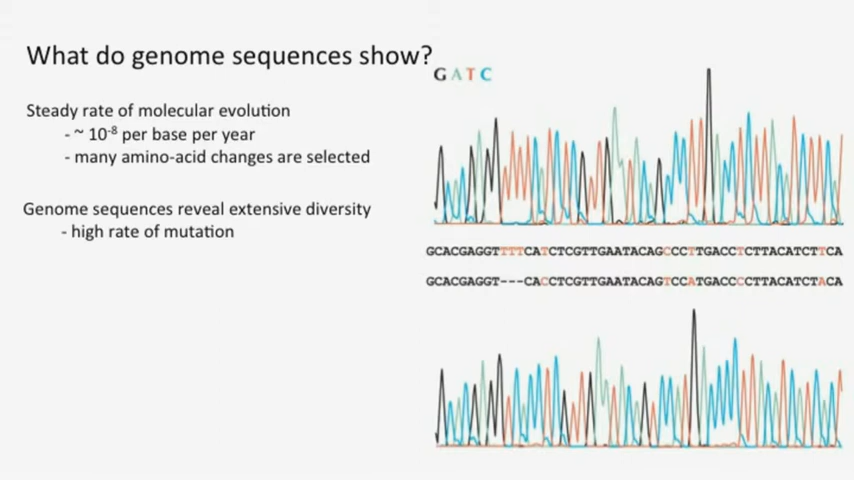 What do genome sequences show?
G A T C
Steady rate of molecular evolution
- ~ 10⁻⁸ per base per year
- many amino-acid changes are selected
Genome sequences reveal extensive diversity
- high rate of mutation
GCACGAGGTTTTCATCTCGTTGAATACAGCCCTTGACCTCTTACATCTTCA
GCACGAGGT---CACCTCGTTGAATACAGTCCATGACCCCTTACATCTACA